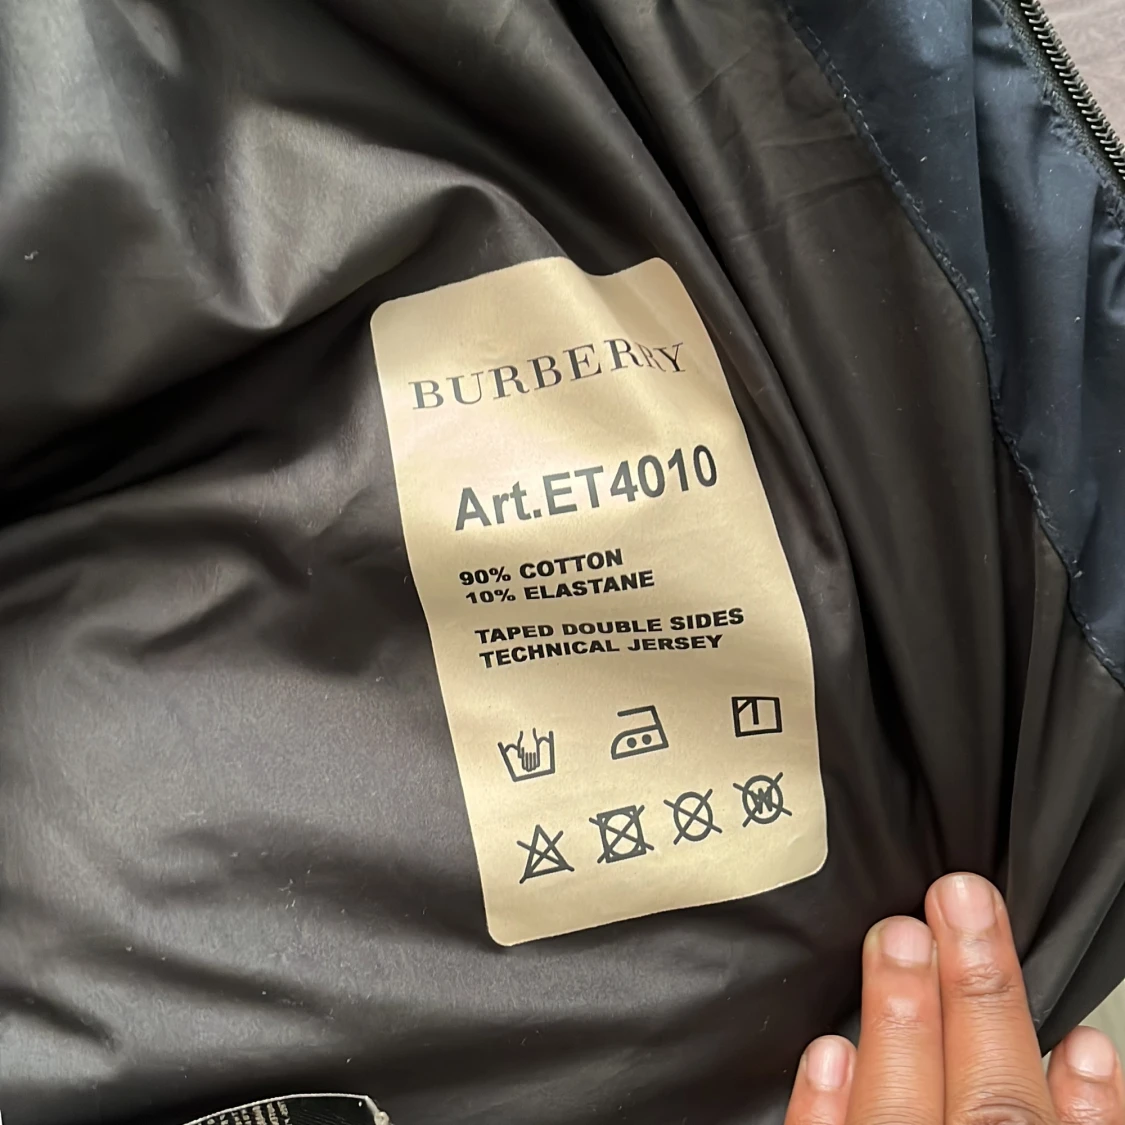 BURBERRY
Art.ET4010
90% COTTON
10% ELASTANE
TAPED DOUBLE SIDES
TECHNICAL JERSEY
W